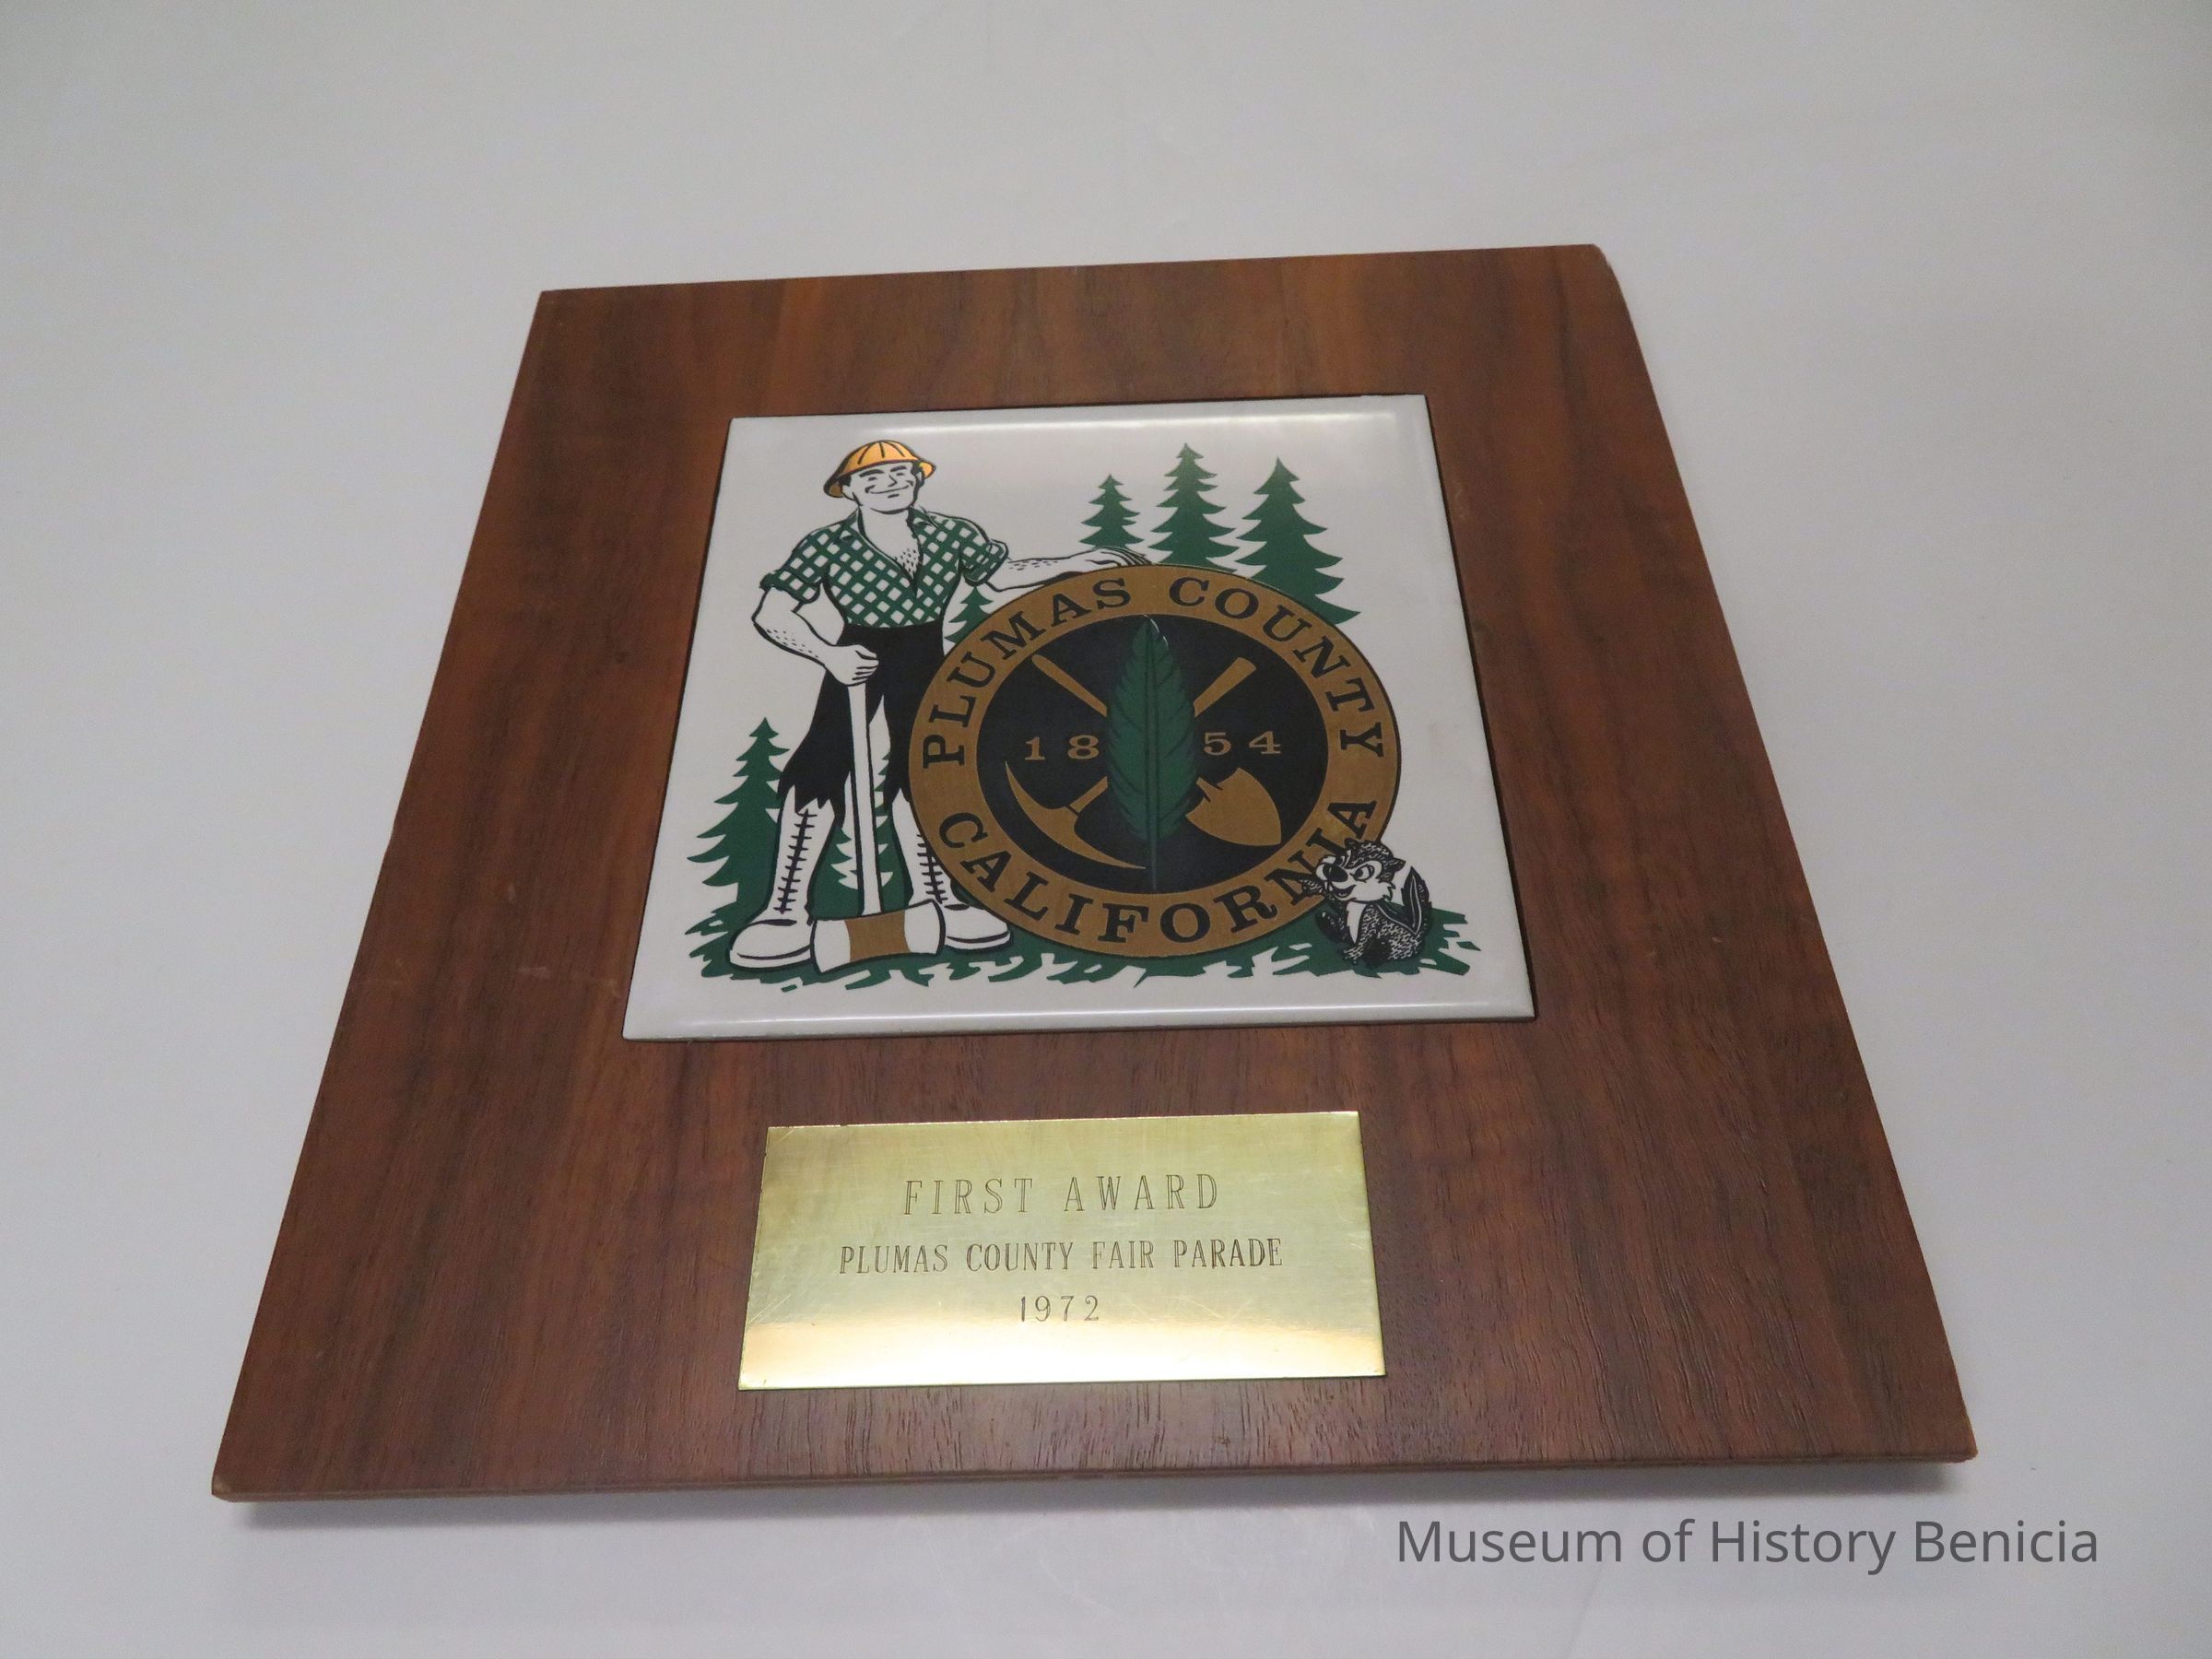 PLUMAS COUNTY
18 54
CALIFORNIA
FIRST AWARD
PLUMAS COUNTY FAIR PARADE
1972
Museum of History Benicia